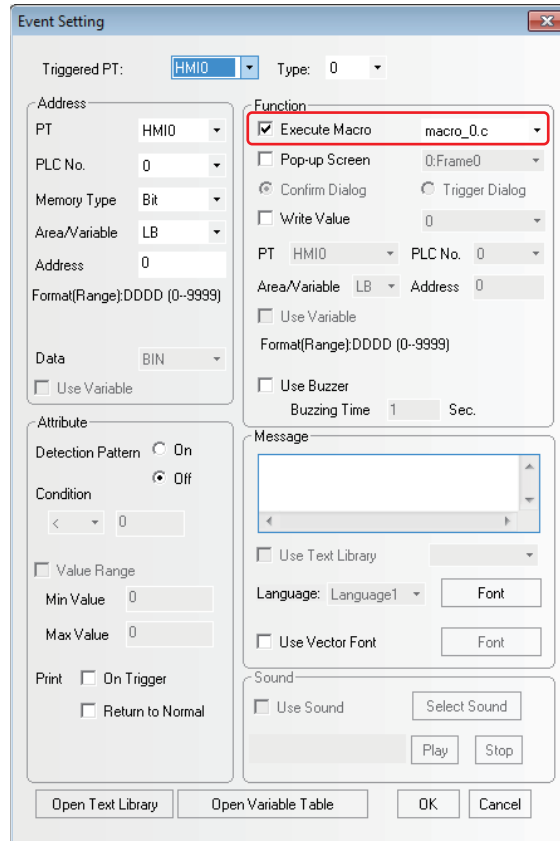 Event Setting
Triggered PT: HMI0 Type: 0
Address
PT HMI0
PLC No. 0
Memory Type Bit
Area/Variable LB
Address 0
Format(Range):DDDD (0--9999)
Data BIN
Use Variable
Attribute
Detection Pattern On
Off
Condition
< 0
Value Range
Min Value 0
Max Value 0
Print On Trigger
Return to Normal
Function
Execute Macro macro_0.c
Pop-up Screen 0:Frame0
Confirm Dialog Trigger Dialog
Write Value 0
PT HMI0 PLC No. 0
Area/Variable LB Address 0
Use Variable
Format(Range):DDDD (0--9999)
Use Buzzer
Buzzing Time 1 Sec.
Message
Use Text Library
Language: Language1 Font
Use Vector Font Font
Sound
Use Sound Select Sound
Play Stop
Open Text Library Open Variable Table OK Cancel